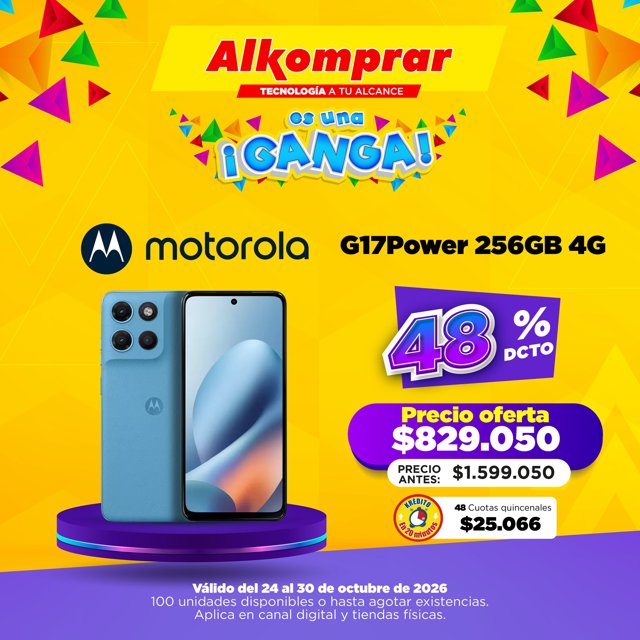 Alkomprar
TECNOLOGÍA A TU ALCANCE
es una
¡GANGA!
motorola
G17Power 256GB 4G
48 %
DCTO
Precio oferta
$829.050
PRECIO ANTES: $1.599.050
KRÉDITO
En 20 minutos
48 Cuotas quincenales
$25.066
Válido del 24 al 30 de octubre de 2026
100 unidades disponibles o hasta agotar existencias.
Aplica en canal digital y tiendas físicas.